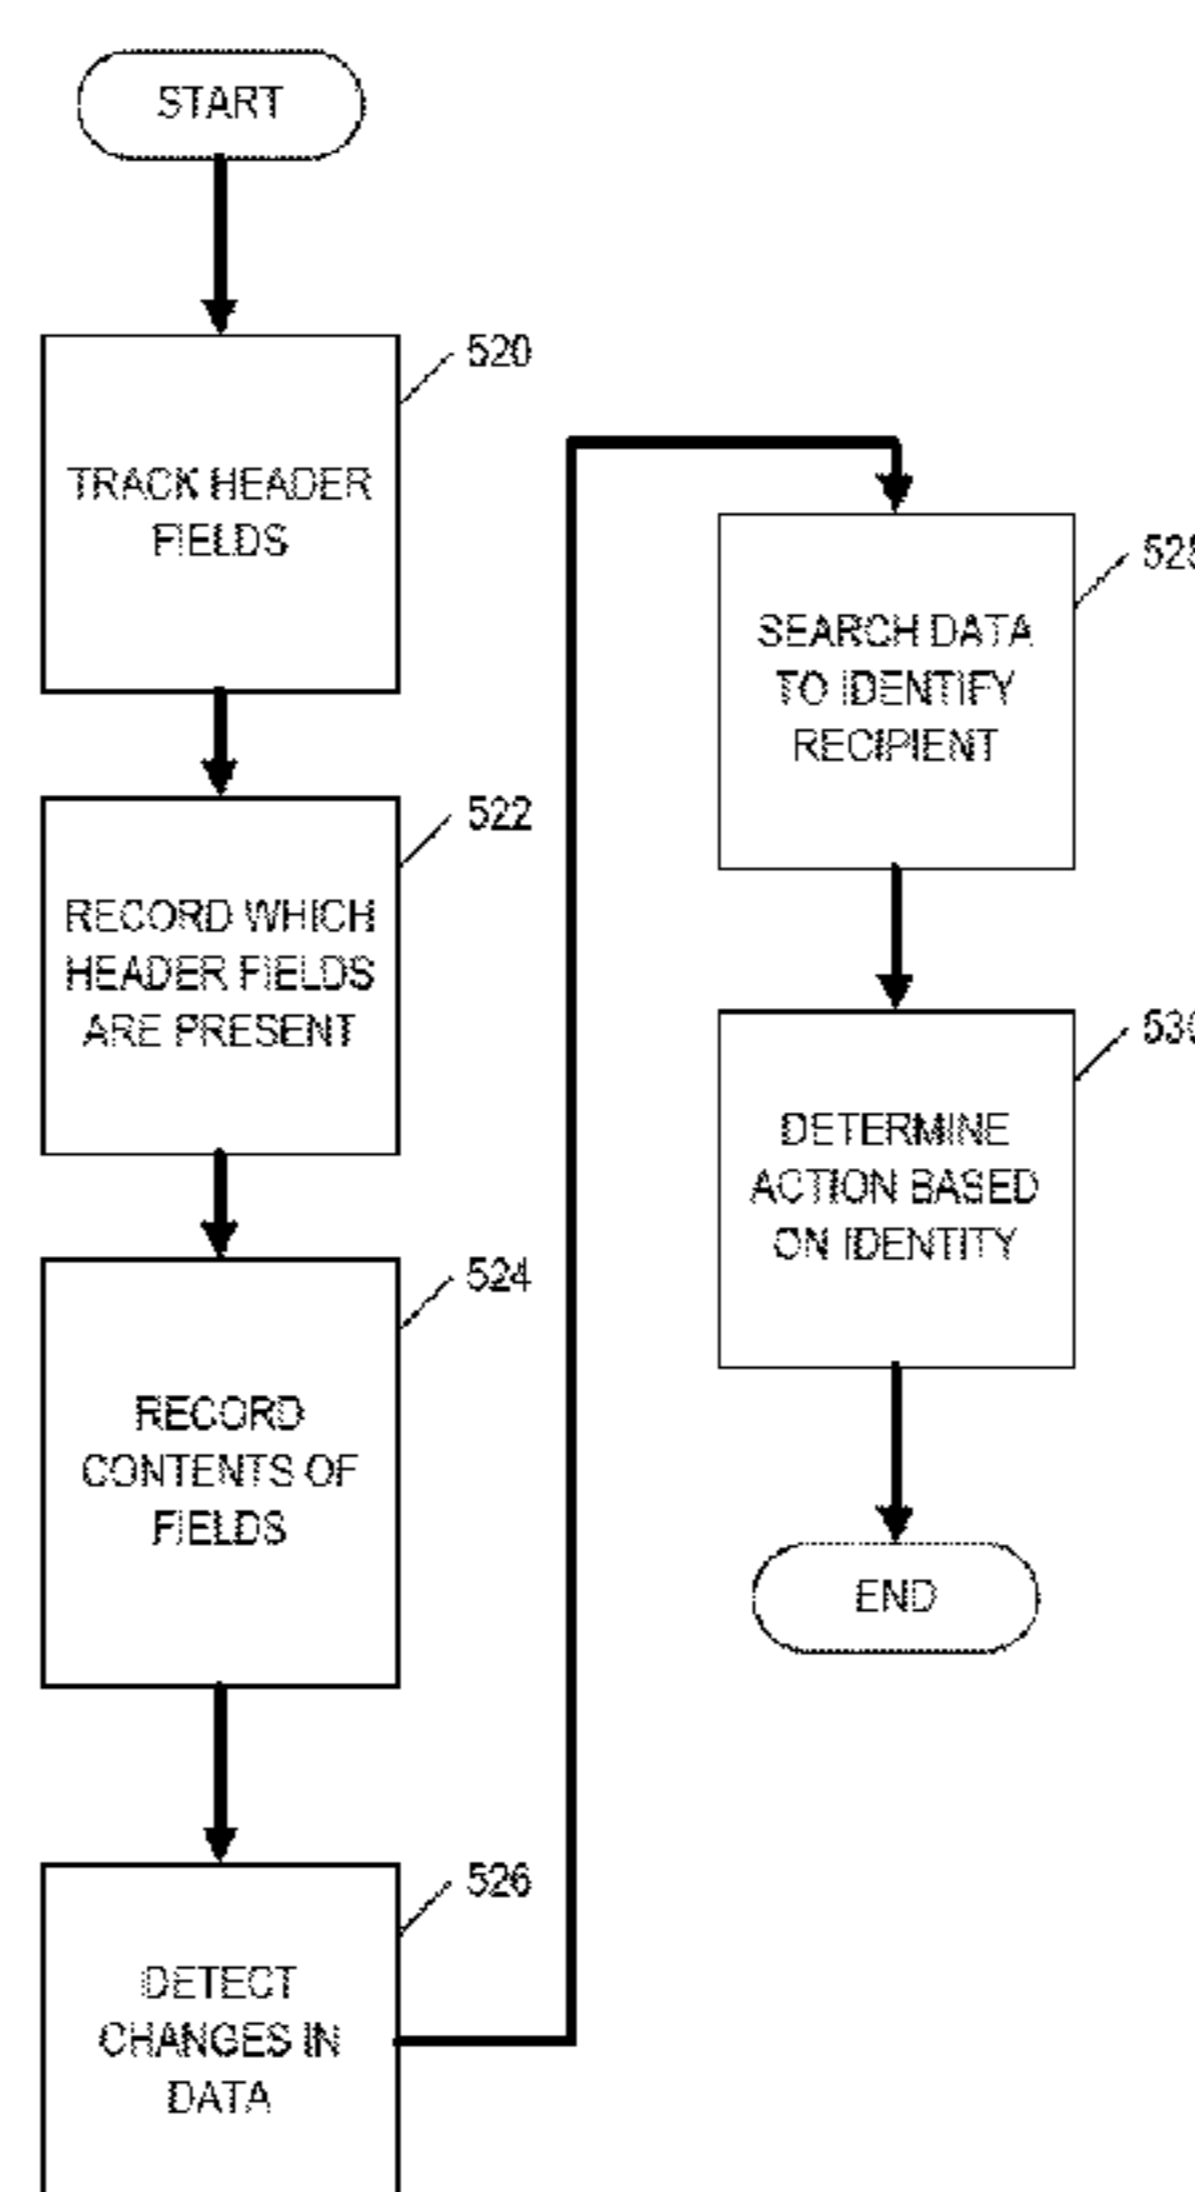 START
520
TRACK HEADER
FIELDS
522
RECORD WHICH
HEADER FIELDS
ARE PRESENT
524
RECORD
CONTENTS OF
FIELDS
526
DETECT
CHANGES IN
DATA
SEARCH DATA
TO IDENTIFY
RECIPIENT
DETERMINE
ACTION BASED
ON IDENTITY
END